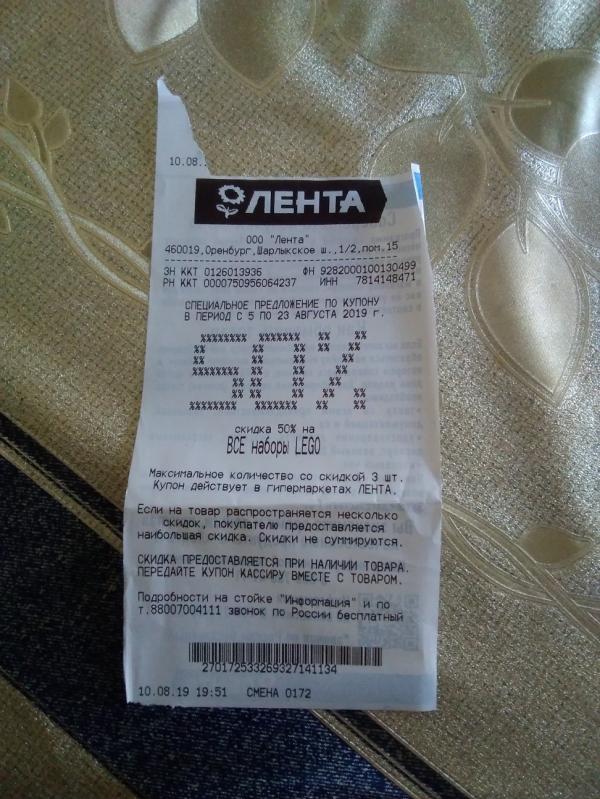 10.08.
ЛЕНТА
ООО "Лента"
460019,Оренбург,Шарлыкское ш.,1/2,пом.15
ЗН ККТ 0126013936 ФН 9282000100130499
РН ККТ 0000750956064237 ИНН 7814148471
СПЕЦИАЛЬНОЕ ПРЕДЛОЖЕНИЕ ПО КУПОНУ
В ПЕРИОД С 5 ПО 23 АВГУСТА 2019 г.
50%
скидка 50% на
ВСЕ наборы LEGO
Максимальное количество со скидкой 3 шт.
Купон действует в гипермаркетах ЛЕНТА.
Если на товар распространяется несколько
скидок, покупателю предоставляется
наибольшая скидка. Скидки не суммируются.
СКИДКА ПРЕДОСТАВЛЯЕТСЯ ПРИ НАЛИЧИИ ТОВАРА.
ПЕРЕДАЙТЕ КУПОН КАССИРУ ВМЕСТЕ С ТОВАРОМ.
Подробности на стойке "Информация" и по
т.88007004111 звонок по России бесплатный
270172533269327141134
10.08.19 19:51 СМЕНА 0172